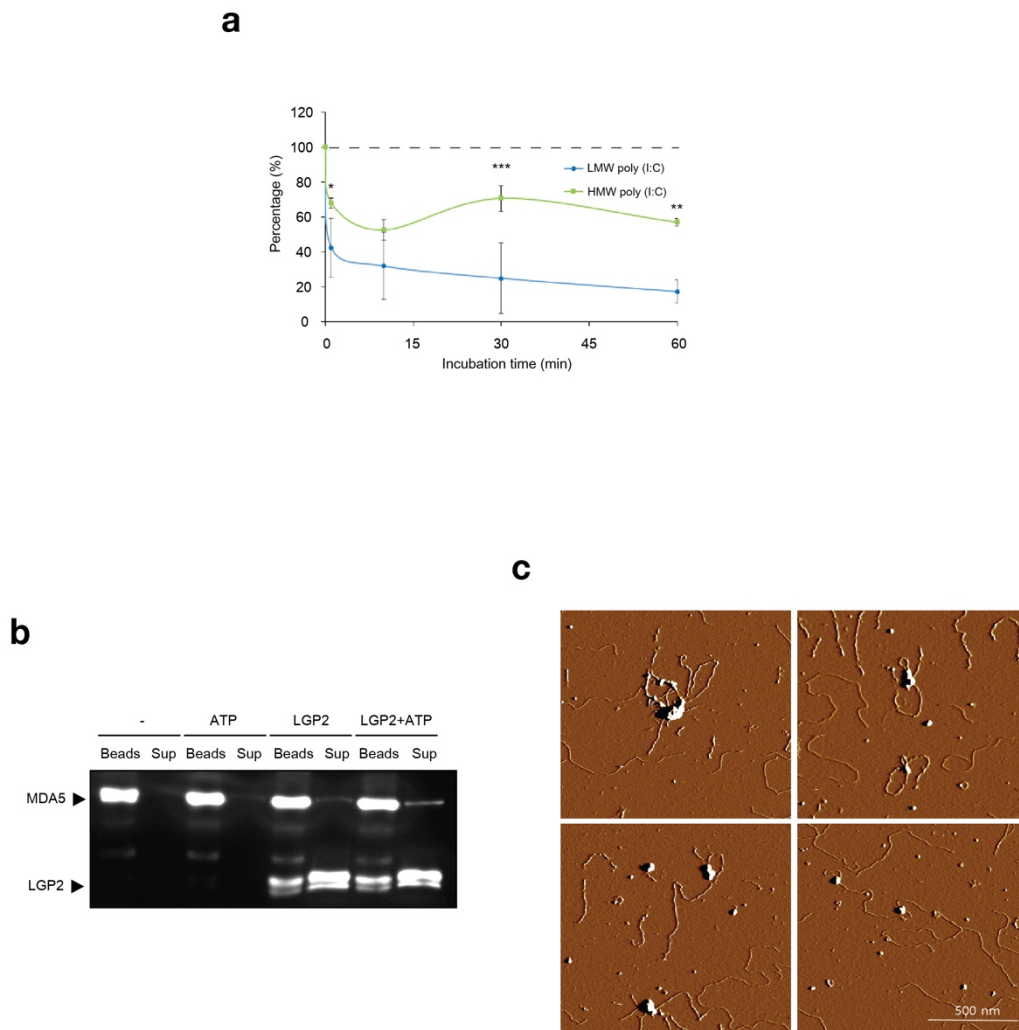 a
120
100
80
60
40
20
0
Percentage (%)
*
***
**
LMW poly (I:C)
HMW poly (I:C)
0 15 30 45 60
Incubation time (min)
b
- ATP LGP2 LGP2+ATP
Beads Sup Beads Sup Beads Sup Beads Sup
MDA5
LGP2
c
500 nm